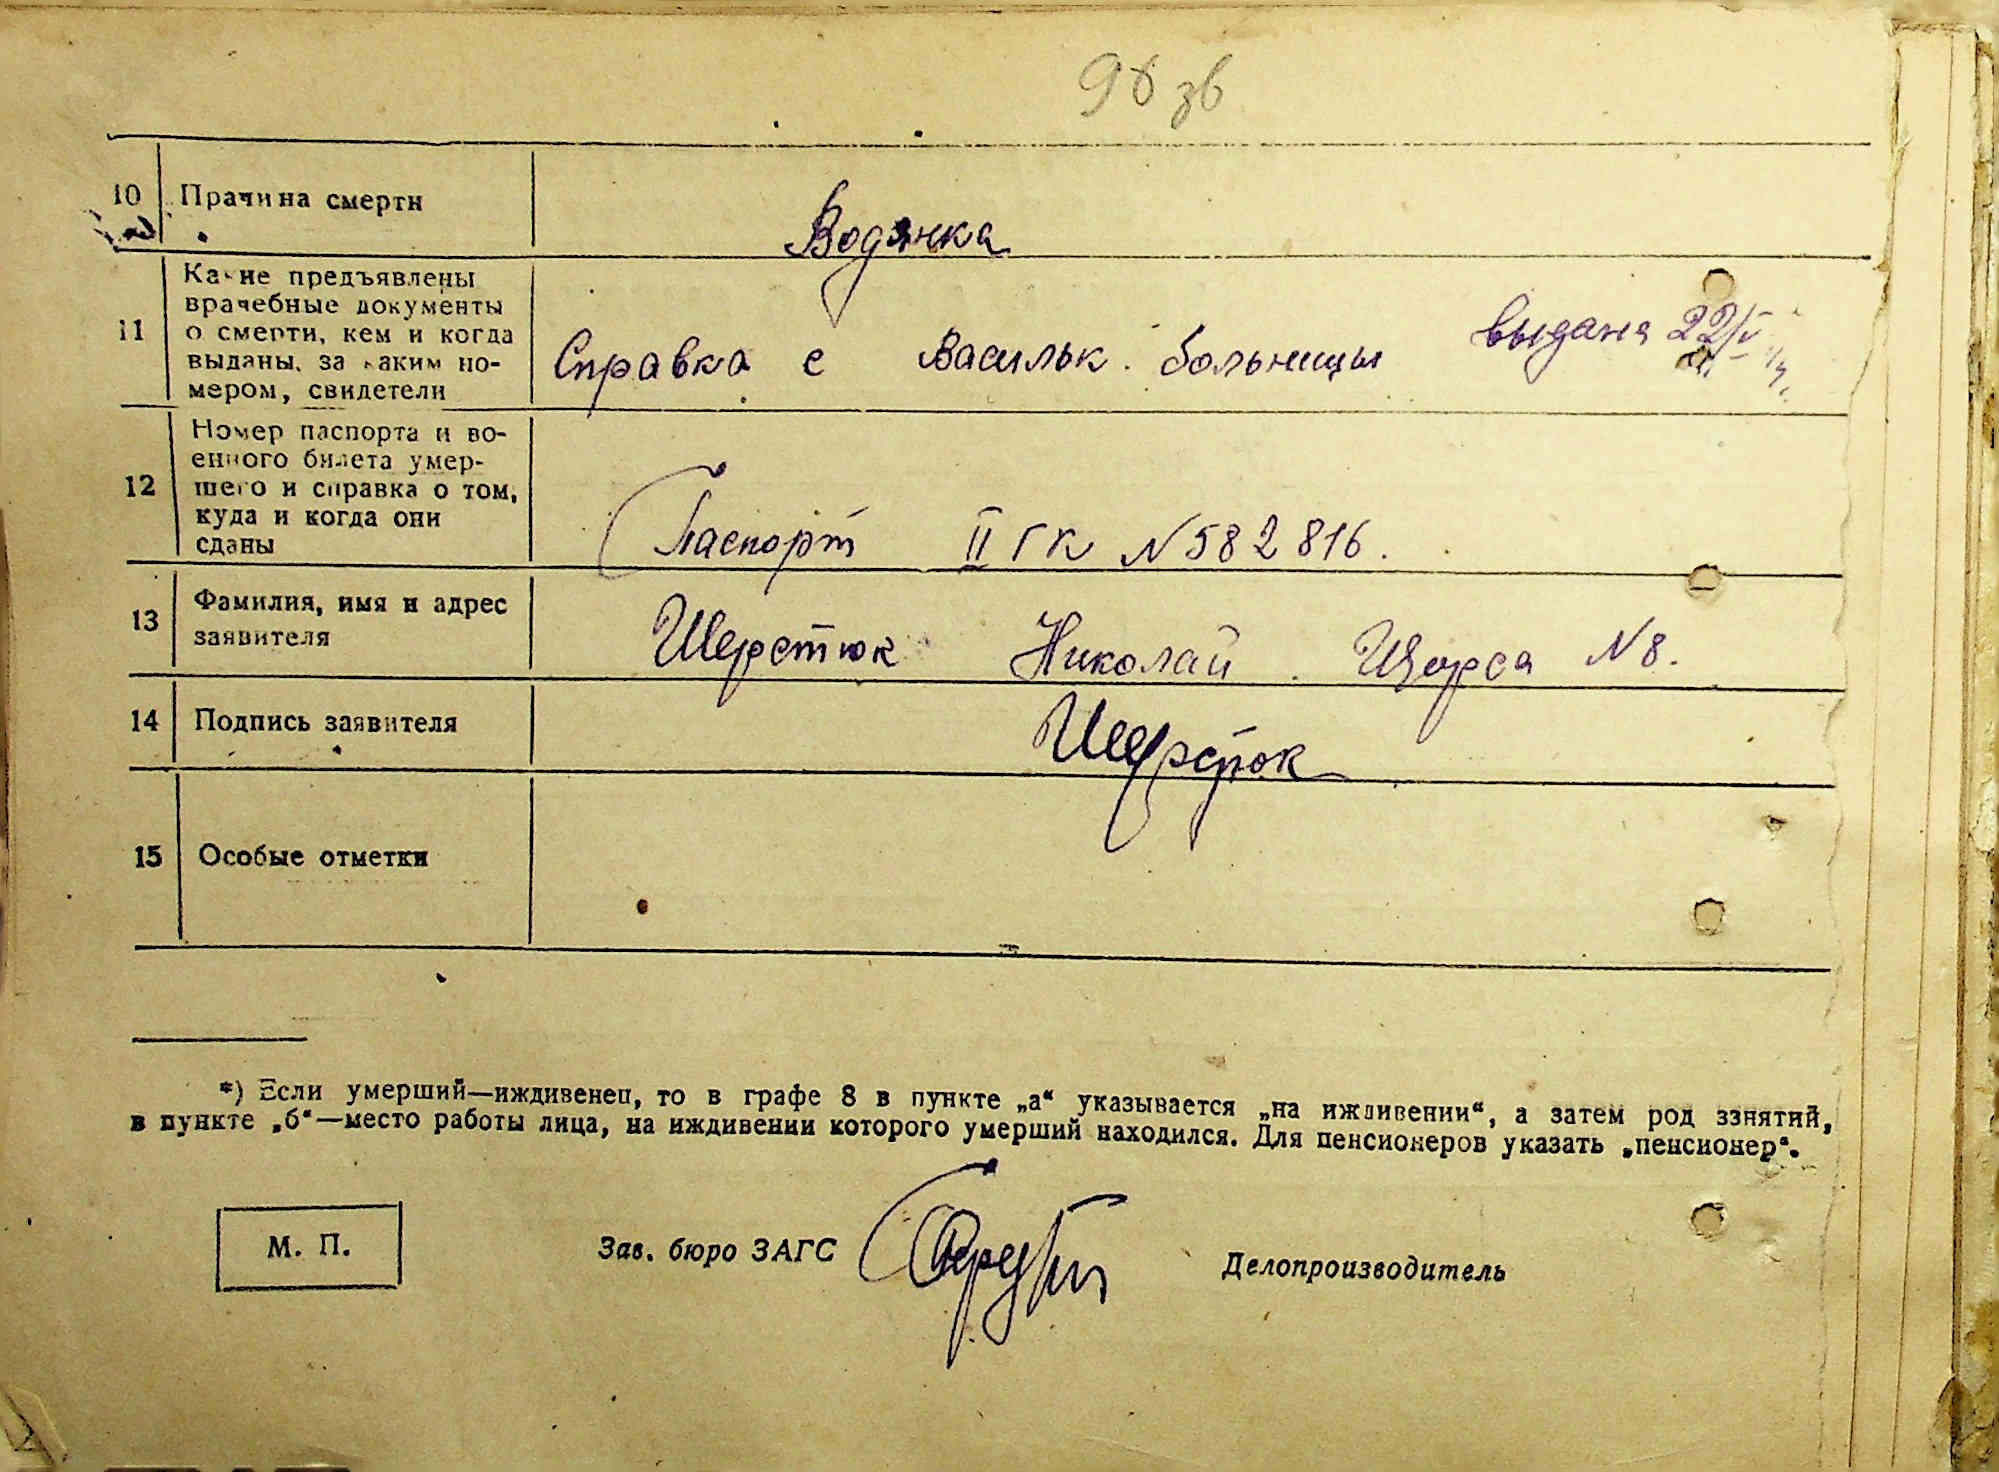 98 зв
10 Причина смерти Водянка
11 Какие предъявлены
врачебные документы
о смерти, кем и когда
выданы, за каким но-
мером, свидетели
Справка с Васильк. больницы выдана 22/V
12 Номер паспорта и во-
енного билета умер-
шего и справка о том,
куда и когда они
сданы
Паспорт II ГК N 582816.
13 Фамилия, имя и адрес
заявителя
Шерстюк Николай. Щорса N 8.
14 Подпись заявителя Шерстюк
15 Особые отметки
*) Если умерший—иждивенец, то в графе 8 в пункте „а“ указывается „на иждивении“, а затем род занятий,
в пункте „б“—место работы лица, на иждивении которого умерший находился. Для пенсионеров указать „пенсионер“.
М. П.
Зав. бюро ЗАГС
Делопроизводитель